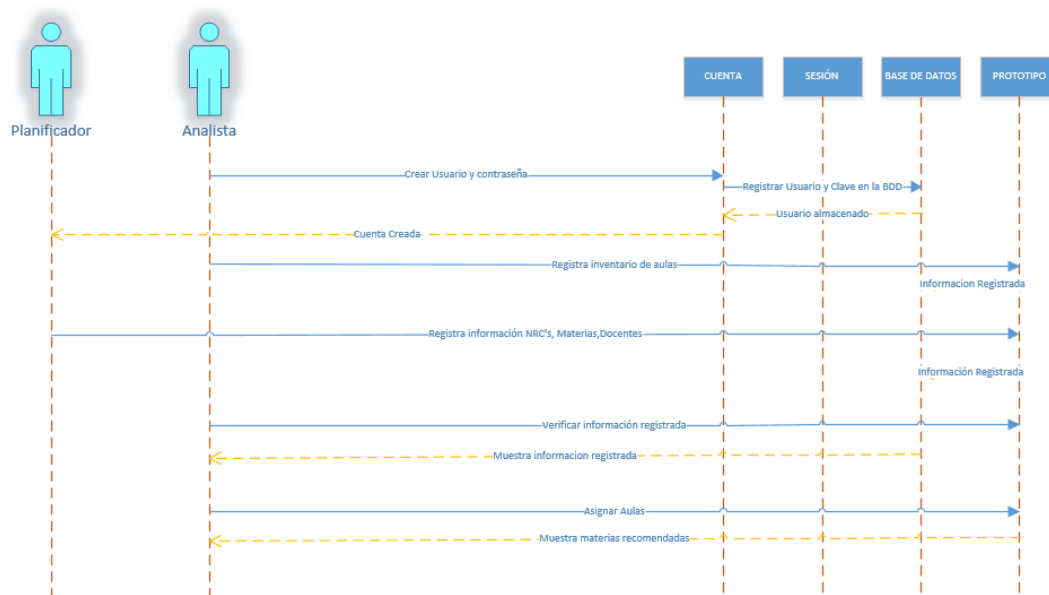 CUENTA
SESIÓN
BASE DE DATOS
PROTOTIPO
Planificador
Analista
Crear Usuario y contraseña
Registrar Usuario y Clave en la BDD
Usuario almacenado
Cuenta Creada
Registra inventario de aulas
Informacion Registrada
Registra información NRC's, Materias,Docentes
Información Registrada
Verificar información registrada
Muestra informacion registrada
Asignar Aulas
Muestra materias recomendadas